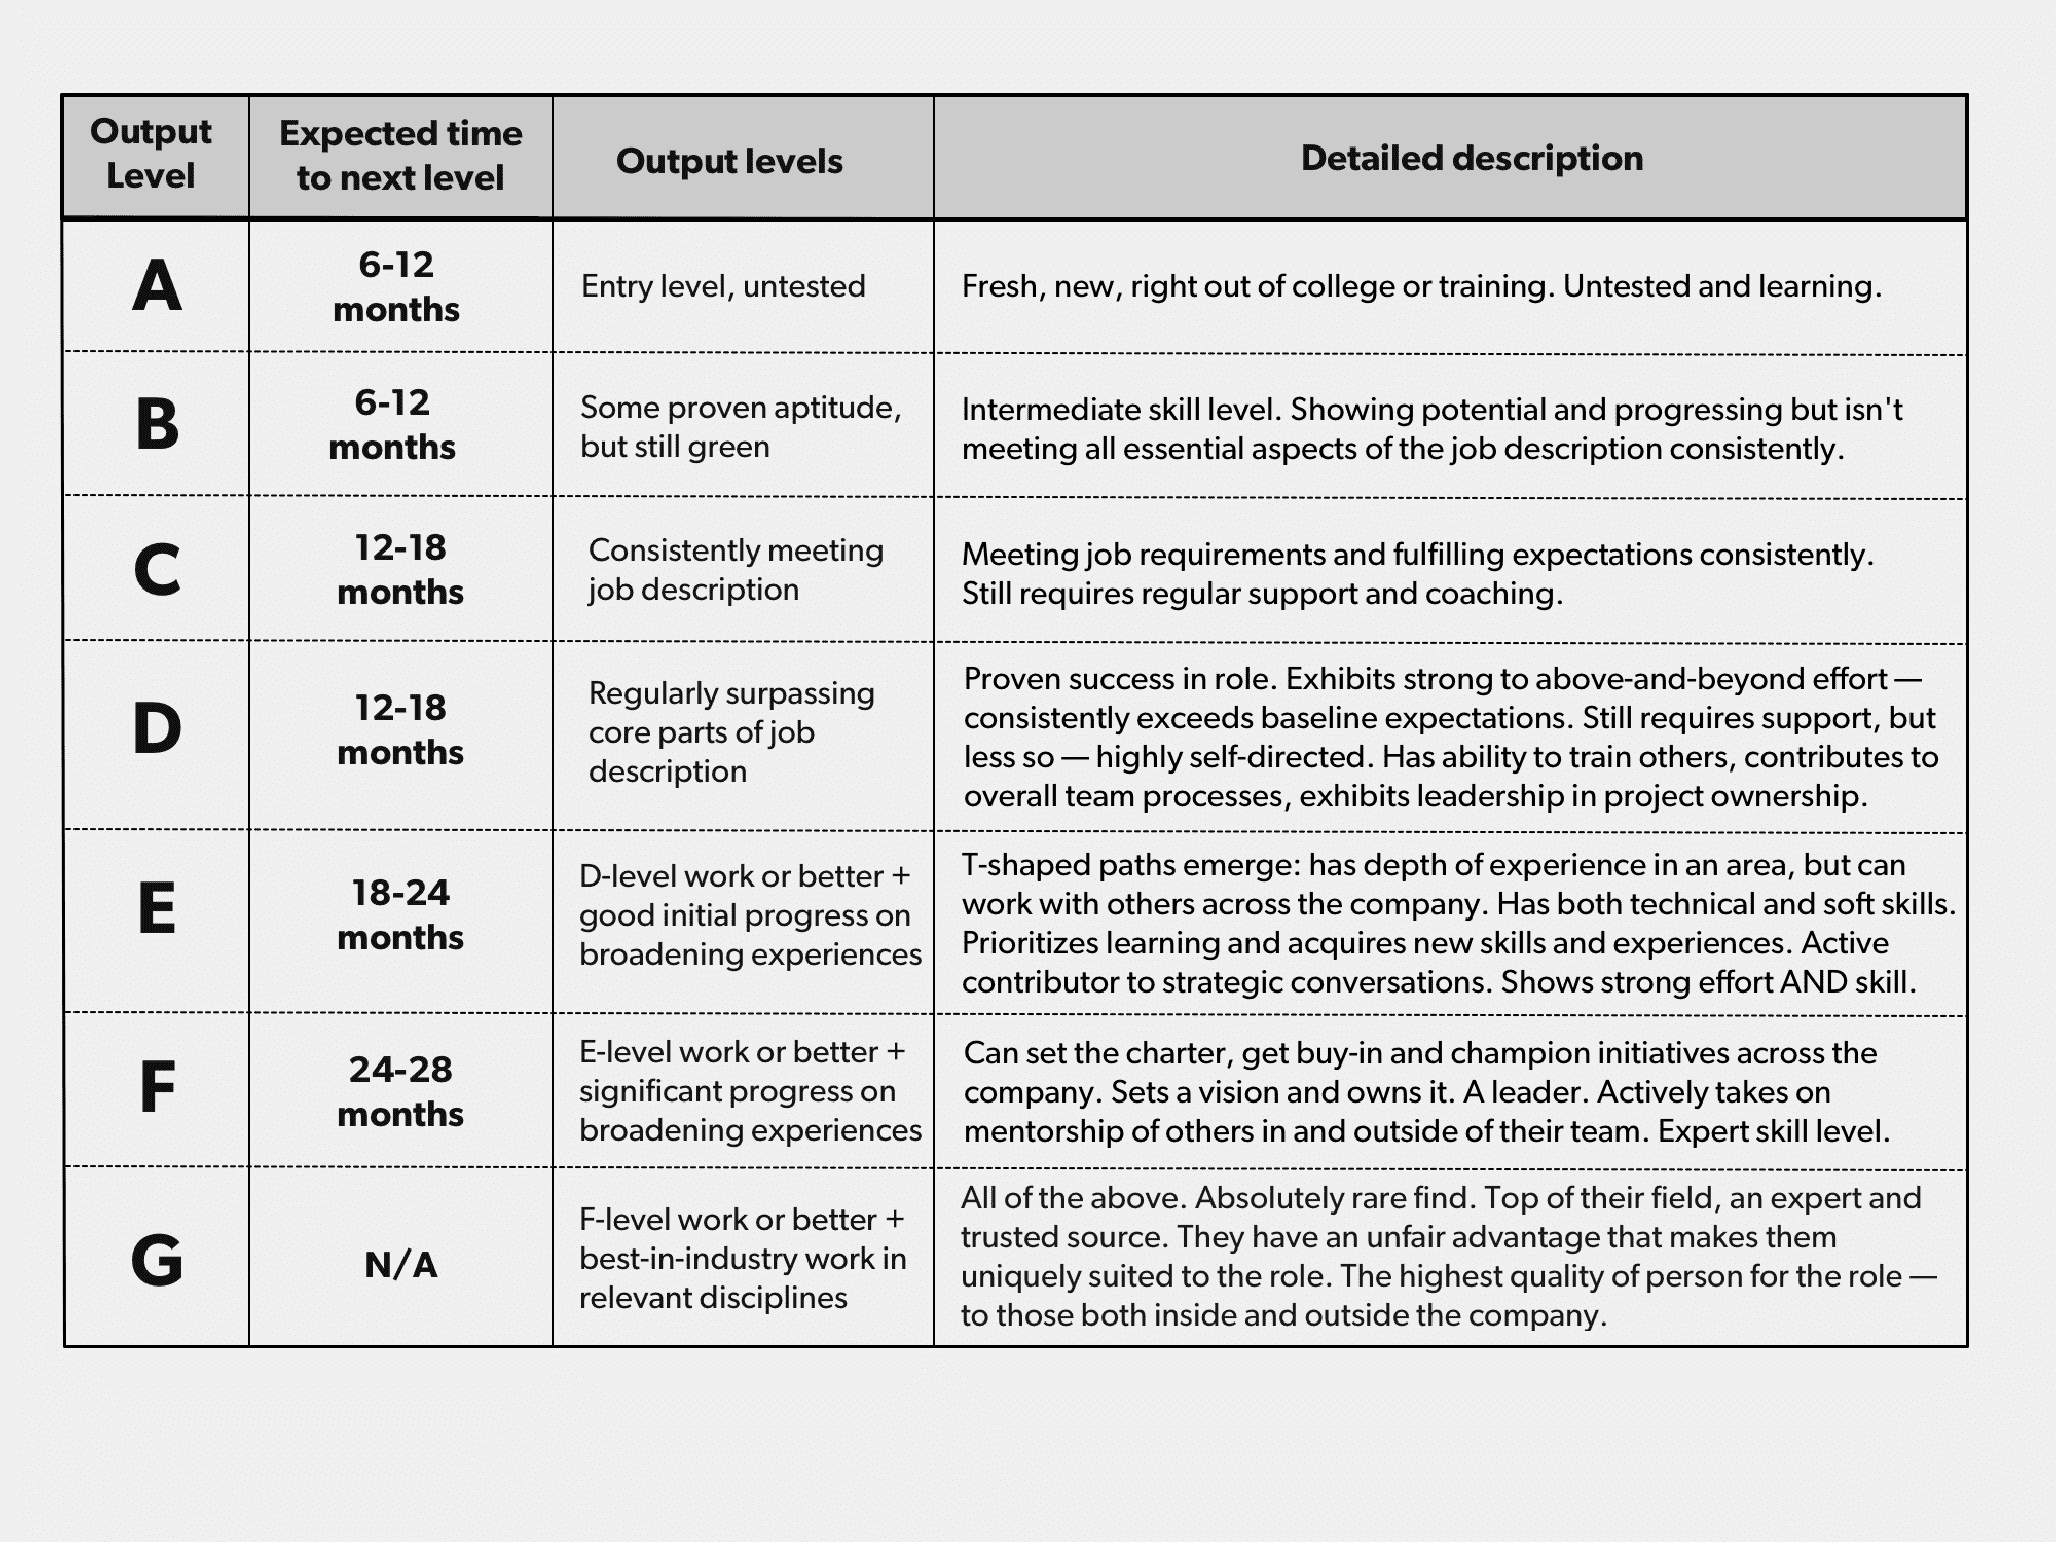 Output
Level
Expected time
to next level
Output levels
Detailed description
A
6-12
months
Entry level, untested
Fresh, new, right out of college or training. Untested and learning.
B
6-12
months
Some proven aptitude,
but still green
Intermediate skill level. Showing potential and progressing but isn't
meeting all essential aspects of the job description consistently.
C
12-18
months
Consistently meeting
job description
Meeting job requirements and fulfilling expectations consistently.
Still requires regular support and coaching.
D
12-18
months
Regularly surpassing
core parts of job
description
Proven success in role. Exhibits strong to above-and-beyond effort —
consistently exceeds baseline expectations. Still requires support, but
less so — highly self-directed. Has ability to train others, contributes to
overall team processes, exhibits leadership in project ownership.
E
18-24
months
D-level work or better +
good initial progress on
broadening experiences
T-shaped paths emerge: has depth of experience in an area, but can
work with others across the company. Has both technical and soft skills.
Prioritizes learning and acquires new skills and experiences. Active
contributor to strategic conversations. Shows strong effort AND skill.
F
24-28
months
E-level work or better +
significant progress on
broadening experiences
Can set the charter, get buy-in and champion initiatives across the
company. Sets a vision and owns it. A leader. Actively takes on
mentorship of others in and outside of their team. Expert skill level.
G
N/A
F-level work or better +
best-in-industry work in
relevant disciplines
All of the above. Absolutely rare find. Top of their field, an expert and
trusted source. They have an unfair advantage that makes them
uniquely suited to the role. The highest quality of person for the role —
to those both inside and outside the company.